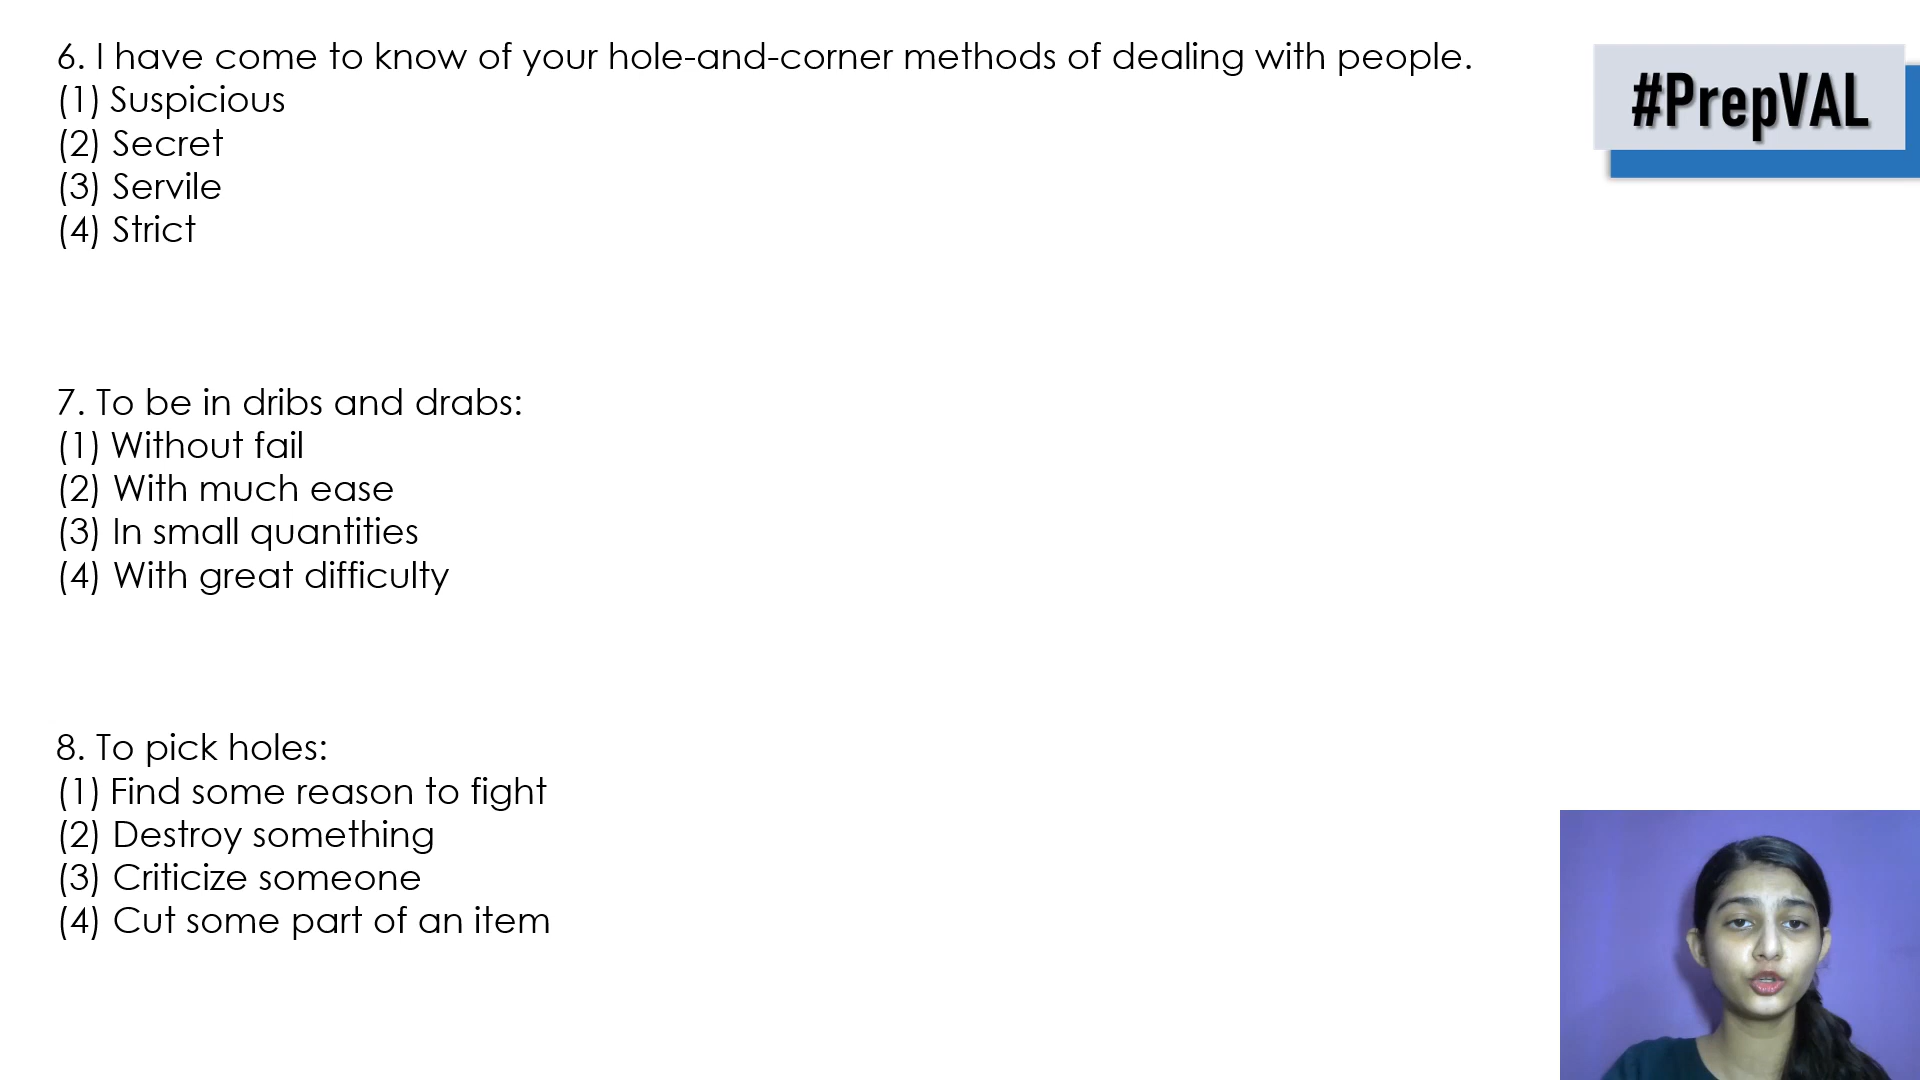 6. I have come to know of your hole-and-corner methods of dealing with people.
(1) Suspicious
(2) Secret
(3) Servile
(4) Strict
#PrepVAL
7. To be in dribs and drabs:
(1) Without fail
(2) With much ease
(3) In small quantities
(4) With great difficulty
8. To pick holes:
(1) Find some reason to fight
(2) Destroy something
(3) Criticize someone
(4) Cut some part of an item